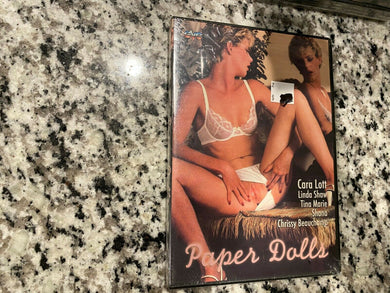 Cara Lott
Linda Shaw
Tina Marie
Shana
Chrissy Beauchamp
Paper Dolls